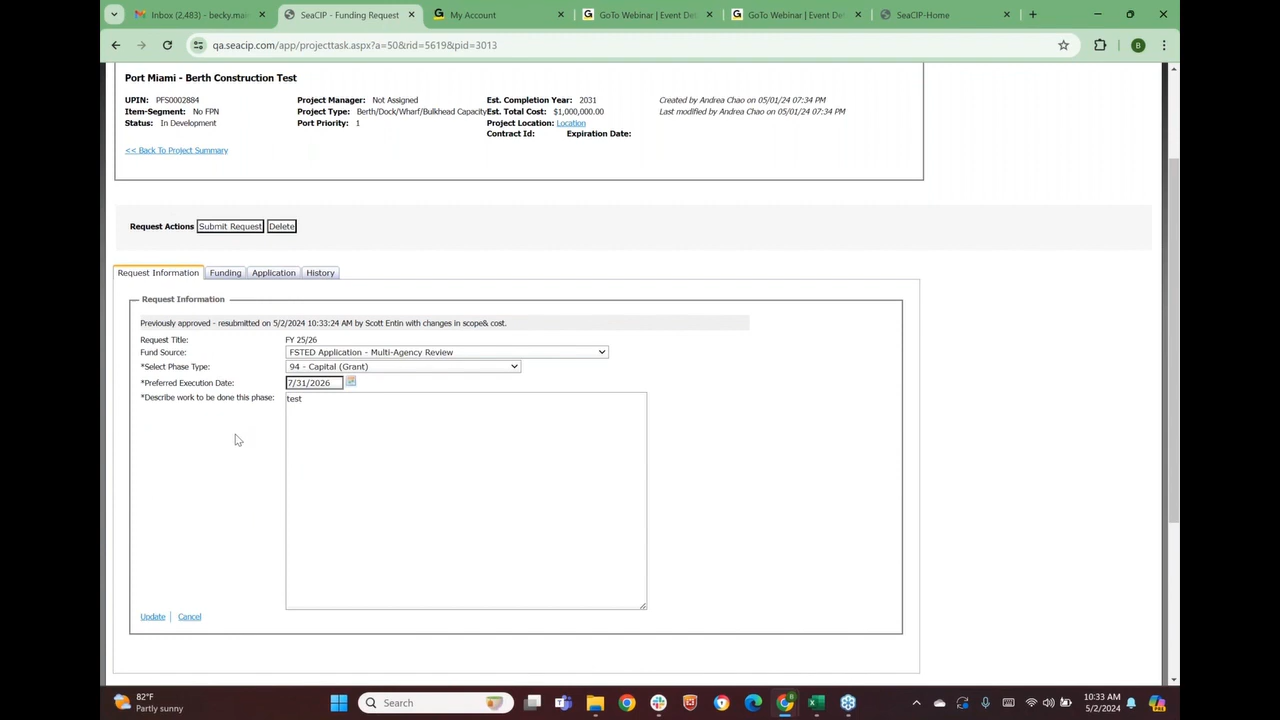 Inbox (2,483) - becky.mai
SeaCIP - Funding Request
My Account
GoTo Webinar | Event De
GoTo Webinar | Event De
SeaCIP-Home
qa.seacip.com/app/projecttask.aspx?a=50&rid=5619&pid=3013
B
Port Miami - Berth Construction Test
UPIN: PFS0002884 Project Manager: Not Assigned Est. Completion Year: 2031 Created by Andrea Chao on 05/01/24 07:34 PM
Item-Segment: No FPN Project Type: Berth/Dock/Wharf/Bulkhead Capacity Est. Total Cost: $1,000,000.00 Last modified by Andrea Chao on 05/01/24 07:34 PM
Status: In Development Port Priority: 1 Project Location: Location
Contract Id: Expiration Date:
<< Back To Project Summary
Request Actions Submit Request Delete
Request Information Funding Application History
Request Information
Previously approved - resubmitted on 5/2/2024 10:33:24 AM by Scott Entin with changes in scope& cost.
Request Title: FY 25/26
Fund Source: FSTED Application - Multi-Agency Review
*Select Phase Type: 94 - Capital (Grant)
*Preferred Execution Date: 7/31/2026
*Describe work to be done this phase: test
Update | Cancel
82°F
Partly sunny
Search
10:33 AM
5/2/2024